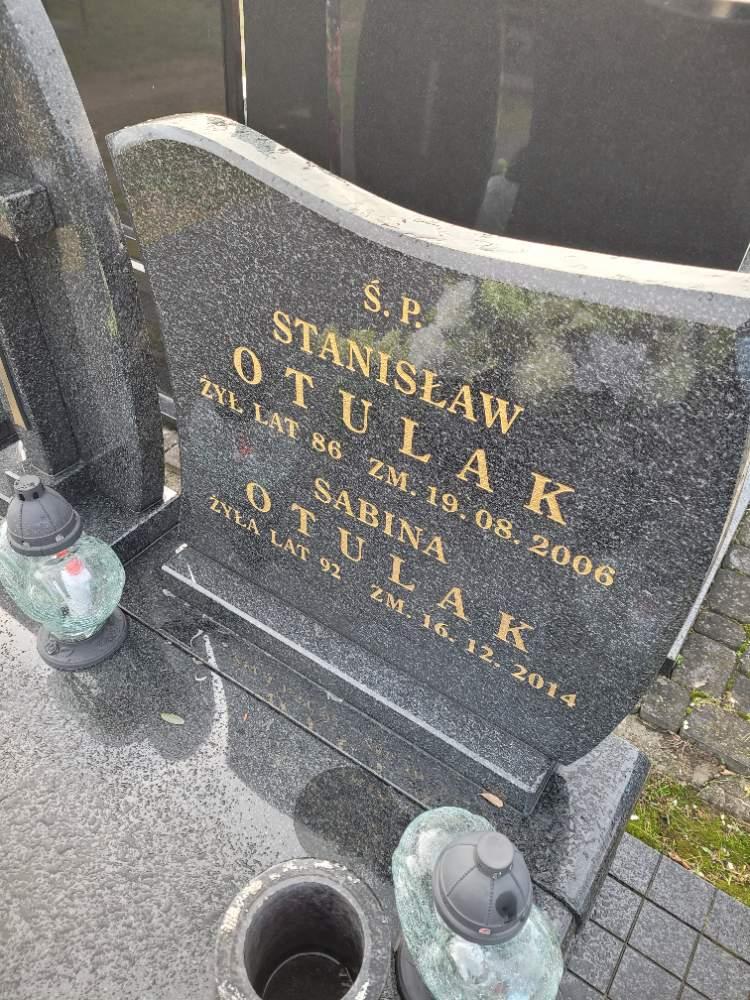 Ś. P.
STANISŁAW
OTULAK
ŻYŁ LAT 86 ZM. 19. 08. 2006
SABINA
OTULAK
ŻYŁA LAT 92 ZM. 16. 12. 2014